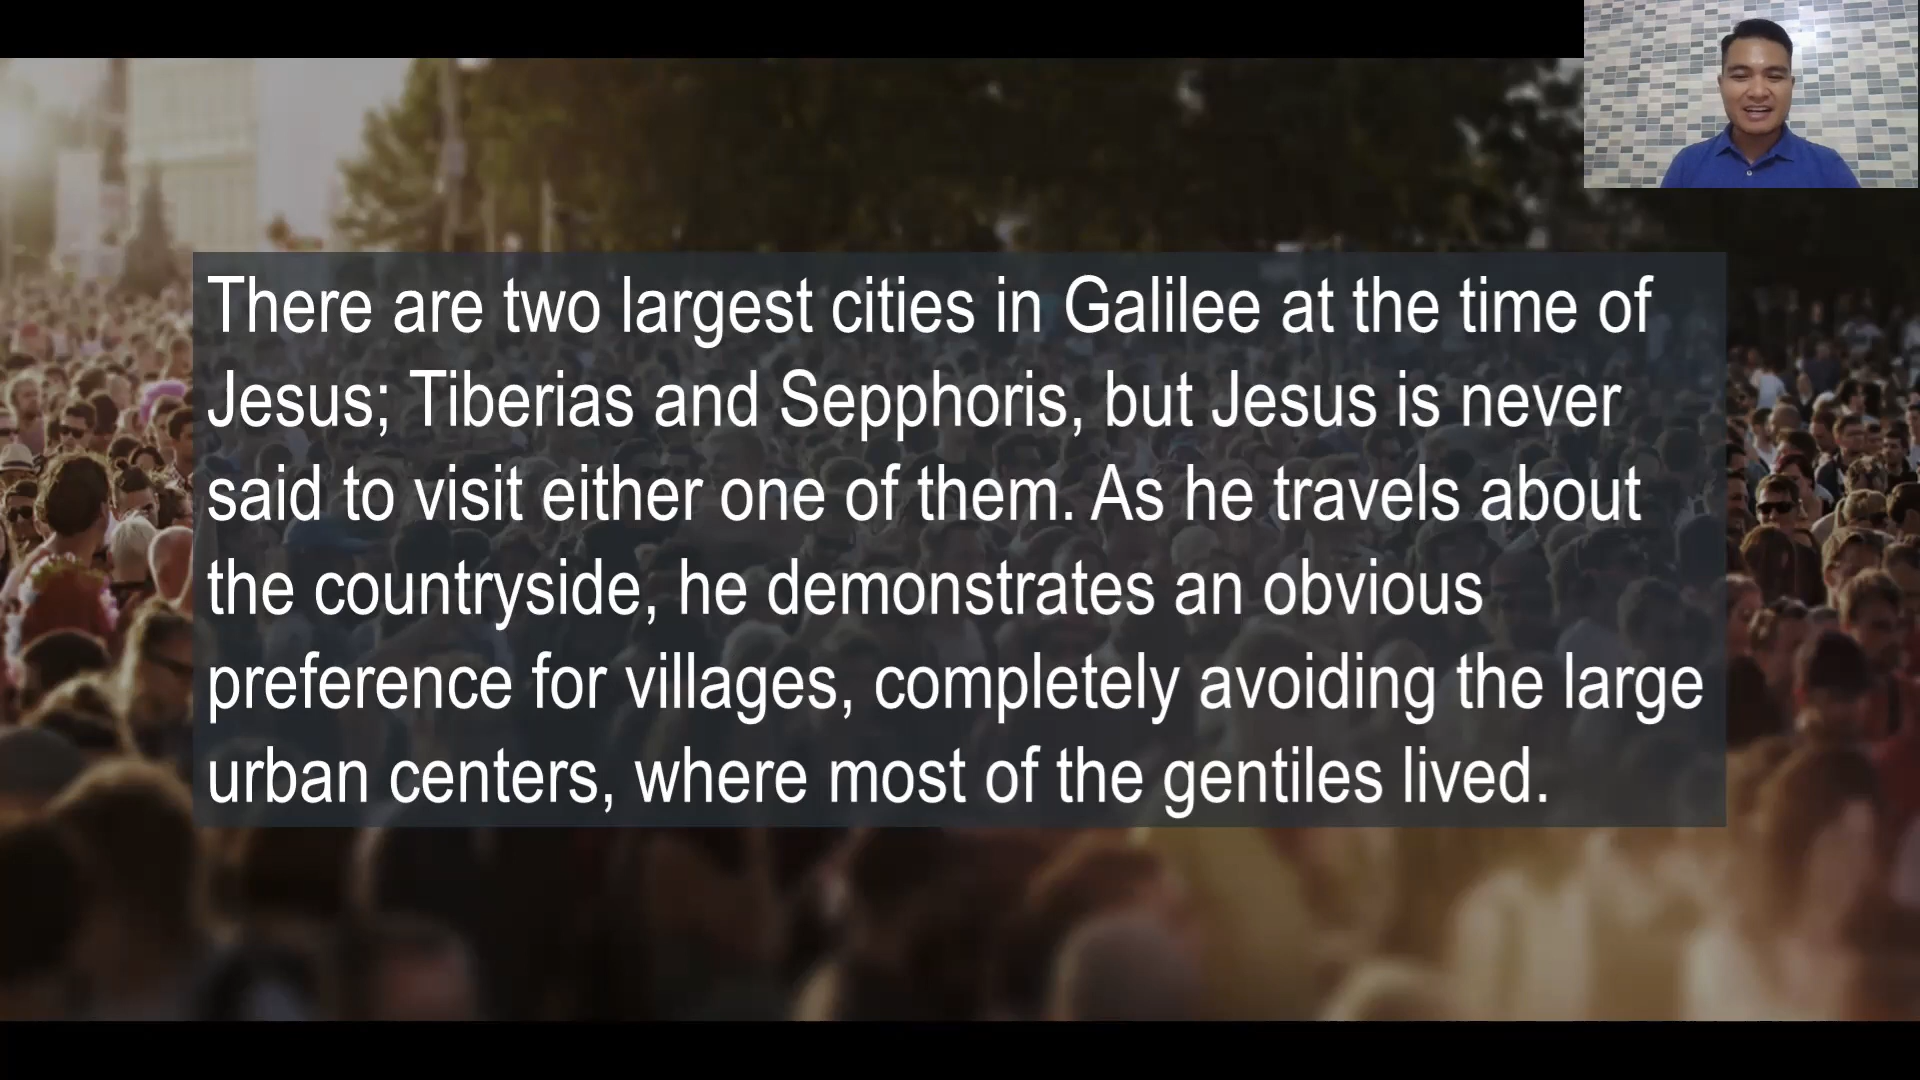 There are two largest cities in Galilee at the time of
Jesus; Tiberias and Sepphoris, but Jesus is never
said to visit either one of them. As he travels about
the countryside, he demonstrates an obvious
preference for villages, completely avoiding the large
urban centers, where most of the gentiles lived.